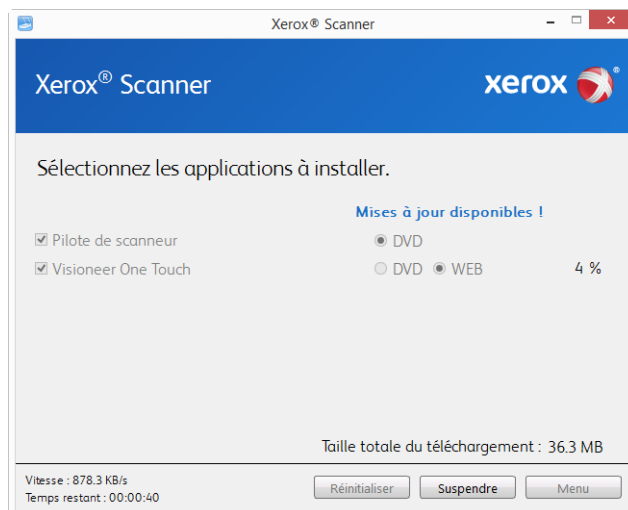 Xerox® Scanner
Xerox® Scanner
xerox®
Sélectionnez les applications à installer.
Mises à jour disponibles !
Pilote de scanneur DVD
Visioneer One Touch DVD WEB 4 %
Taille totale du téléchargement : 36.3 MB
Vitesse : 878.3 KB/s
Temps restant : 00:00:40
Réinitialiser Suspendre Menu